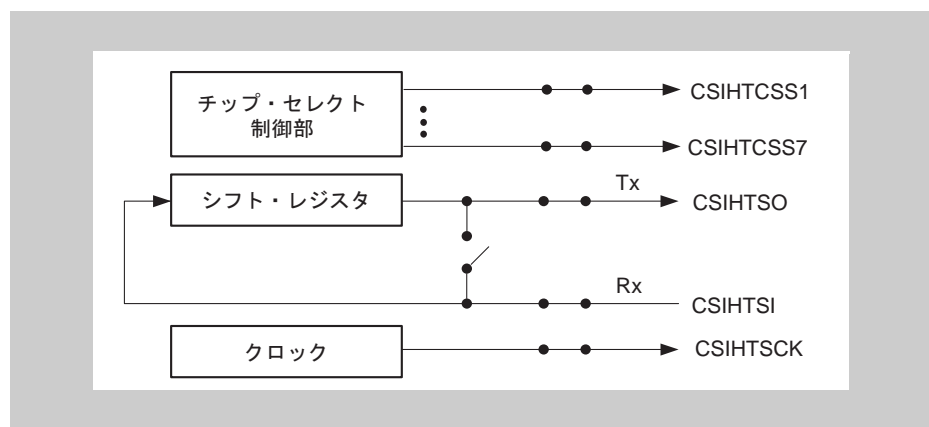 チップ・セレクト
制御部
CSIHTCSS1
CSIHTCSS7
シフト・レジスタ
Tx
CSIHTSO
Rx
CSIHTSI
クロック
CSIHTSCK